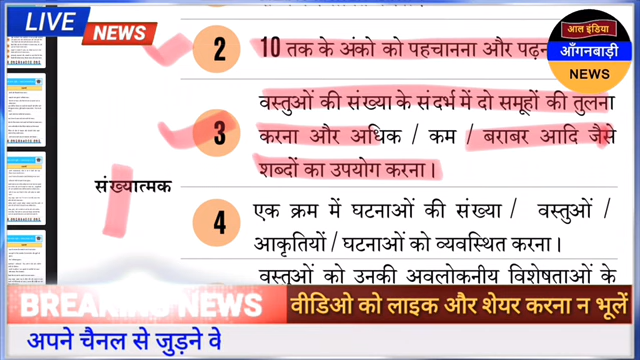 LIVE NEWS
आल इंडिया
आँगनबाड़ी
NEWS
2 10 तक के अंको को पहचानना और पढ़न
वस्तुओं की संख्या के संदर्भ में दो समूहों की तुलना
3 करना और अधिक / कम / बराबर आदि जैसे
शब्दों का उपयोग करना।
संख्यात्मक
4 एक क्रम में घटनाओं की संख्या / वस्तुओं /
आकृतियों / घटनाओं को व्यवस्थित करना।
वस्तुओं को उनकी अवलोकनीय विशेषताओं के
BREAKING NEWS
वीडिओ को लाइक और शेयर करना न भूलें
अपने चैनल से जुड़ने वे